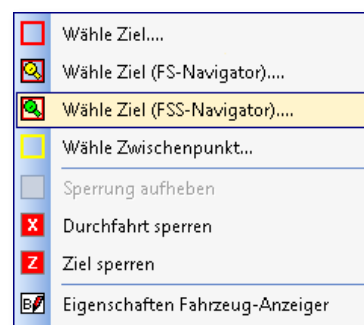 Wähle Ziel....
Wähle Ziel (FS-Navigator)....
Wähle Ziel (FSS-Navigator)....
Wähle Zwischenpunkt...
Sperrung aufheben
X Durchfahrt sperren
Z Ziel sperren
B Eigenschaften Fahrzeug-Anzeiger